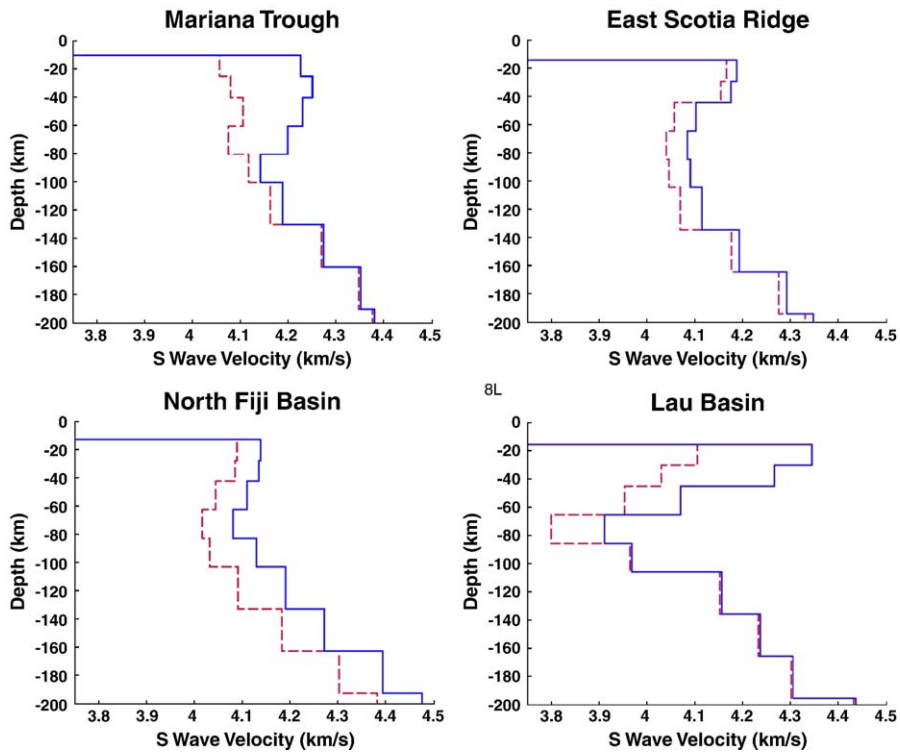 Mariana Trough
0
-20
-40
-60
-80
-100
-120
-140
-160
-180
-200
Depth (km)
3.8 3.9 4 4.1 4.2 4.3 4.4 4.5
S Wave Velocity (km/s)
East Scotia Ridge
0
-20
-40
-60
-80
-100
-120
-140
-160
-180
-200
Depth (km)
3.8 3.9 4 4.1 4.2 4.3 4.4 4.5
S Wave Velocity (km/s)
North Fiji Basin
0
-20
-40
-60
-80
-100
-120
-140
-160
-180
-200
Depth (km)
3.8 3.9 4 4.1 4.2 4.3 4.4 4.5
S Wave Velocity (km/s)
8L
Lau Basin
0
-20
-40
-60
-80
-100
-120
-140
-160
-180
-200
Depth (km)
3.8 3.9 4 4.1 4.2 4.3 4.4 4.5
S Wave Velocity (km/s)